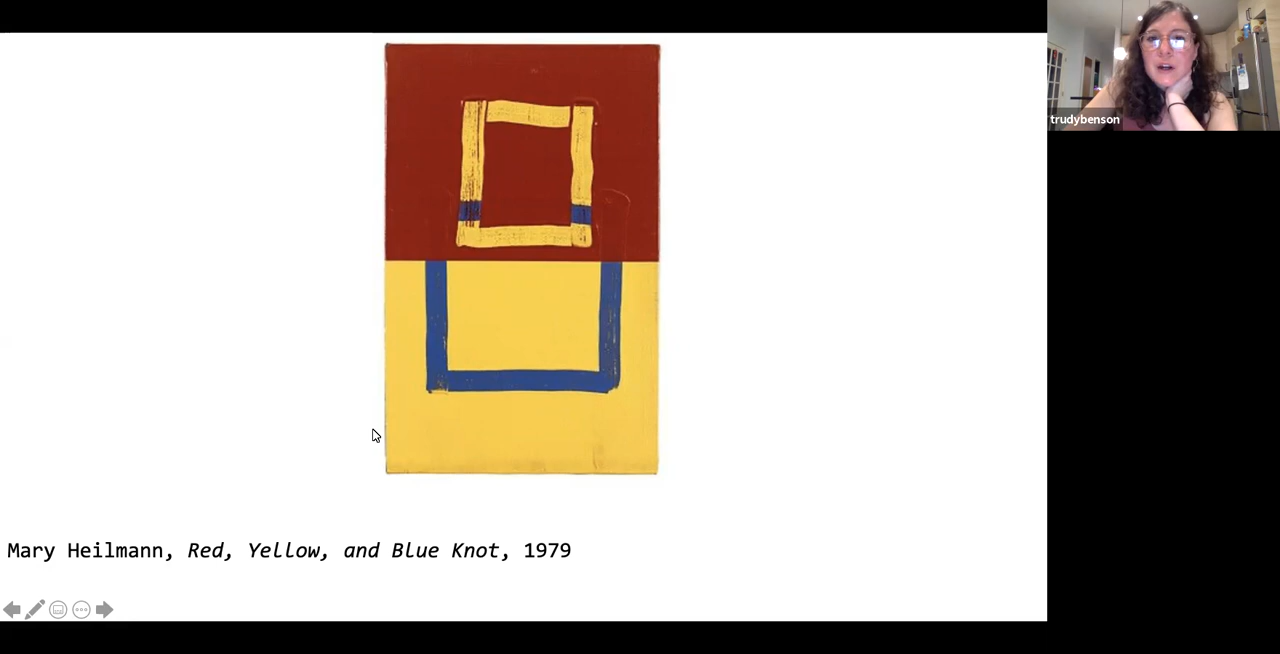 trudybenson
Mary Heilmann, Red, Yellow, and Blue Knot, 1979